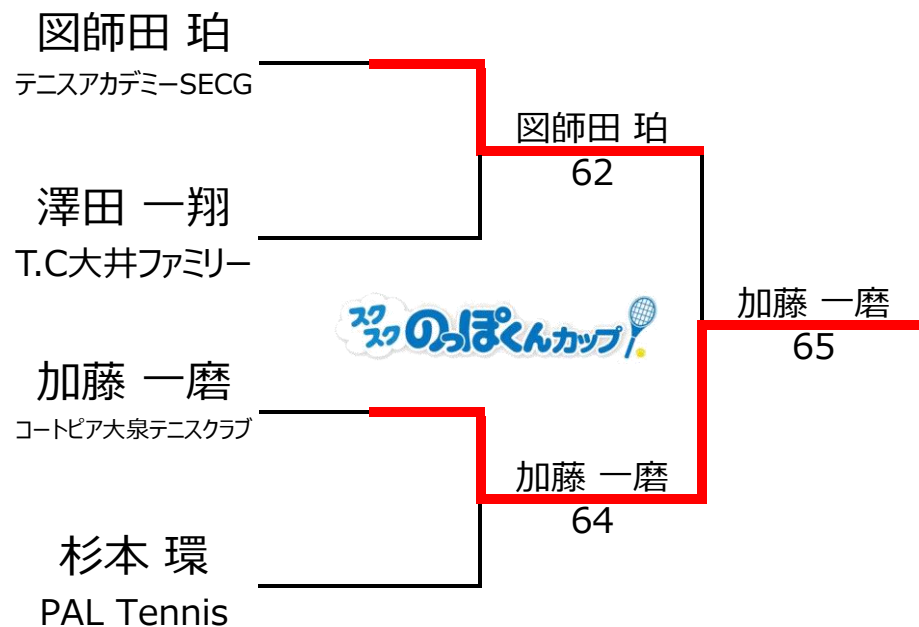 図師田 珀
テニスアカデミーSECG
図師田 珀
62
澤田 一翔
T.C大井ファミリー
スクスクのっぽくんカップ
加藤 一磨
65
加藤 一磨
コートピア大泉テニスクラブ
加藤 一磨
64
杉本 環
PAL Tennis